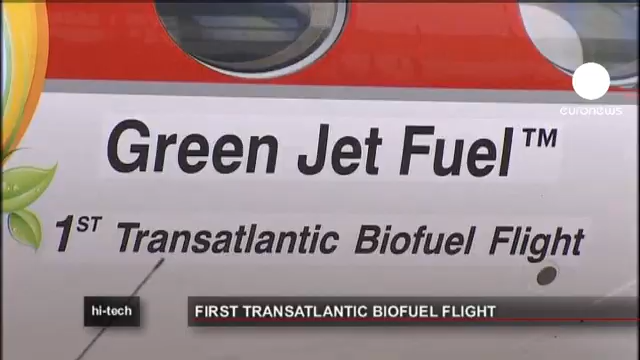 euronews
Green Jet Fuel™
1ST Transatlantic Biofuel Flight
hi-tech
FIRST TRANSATLANTIC BIOFUEL FLIGHT